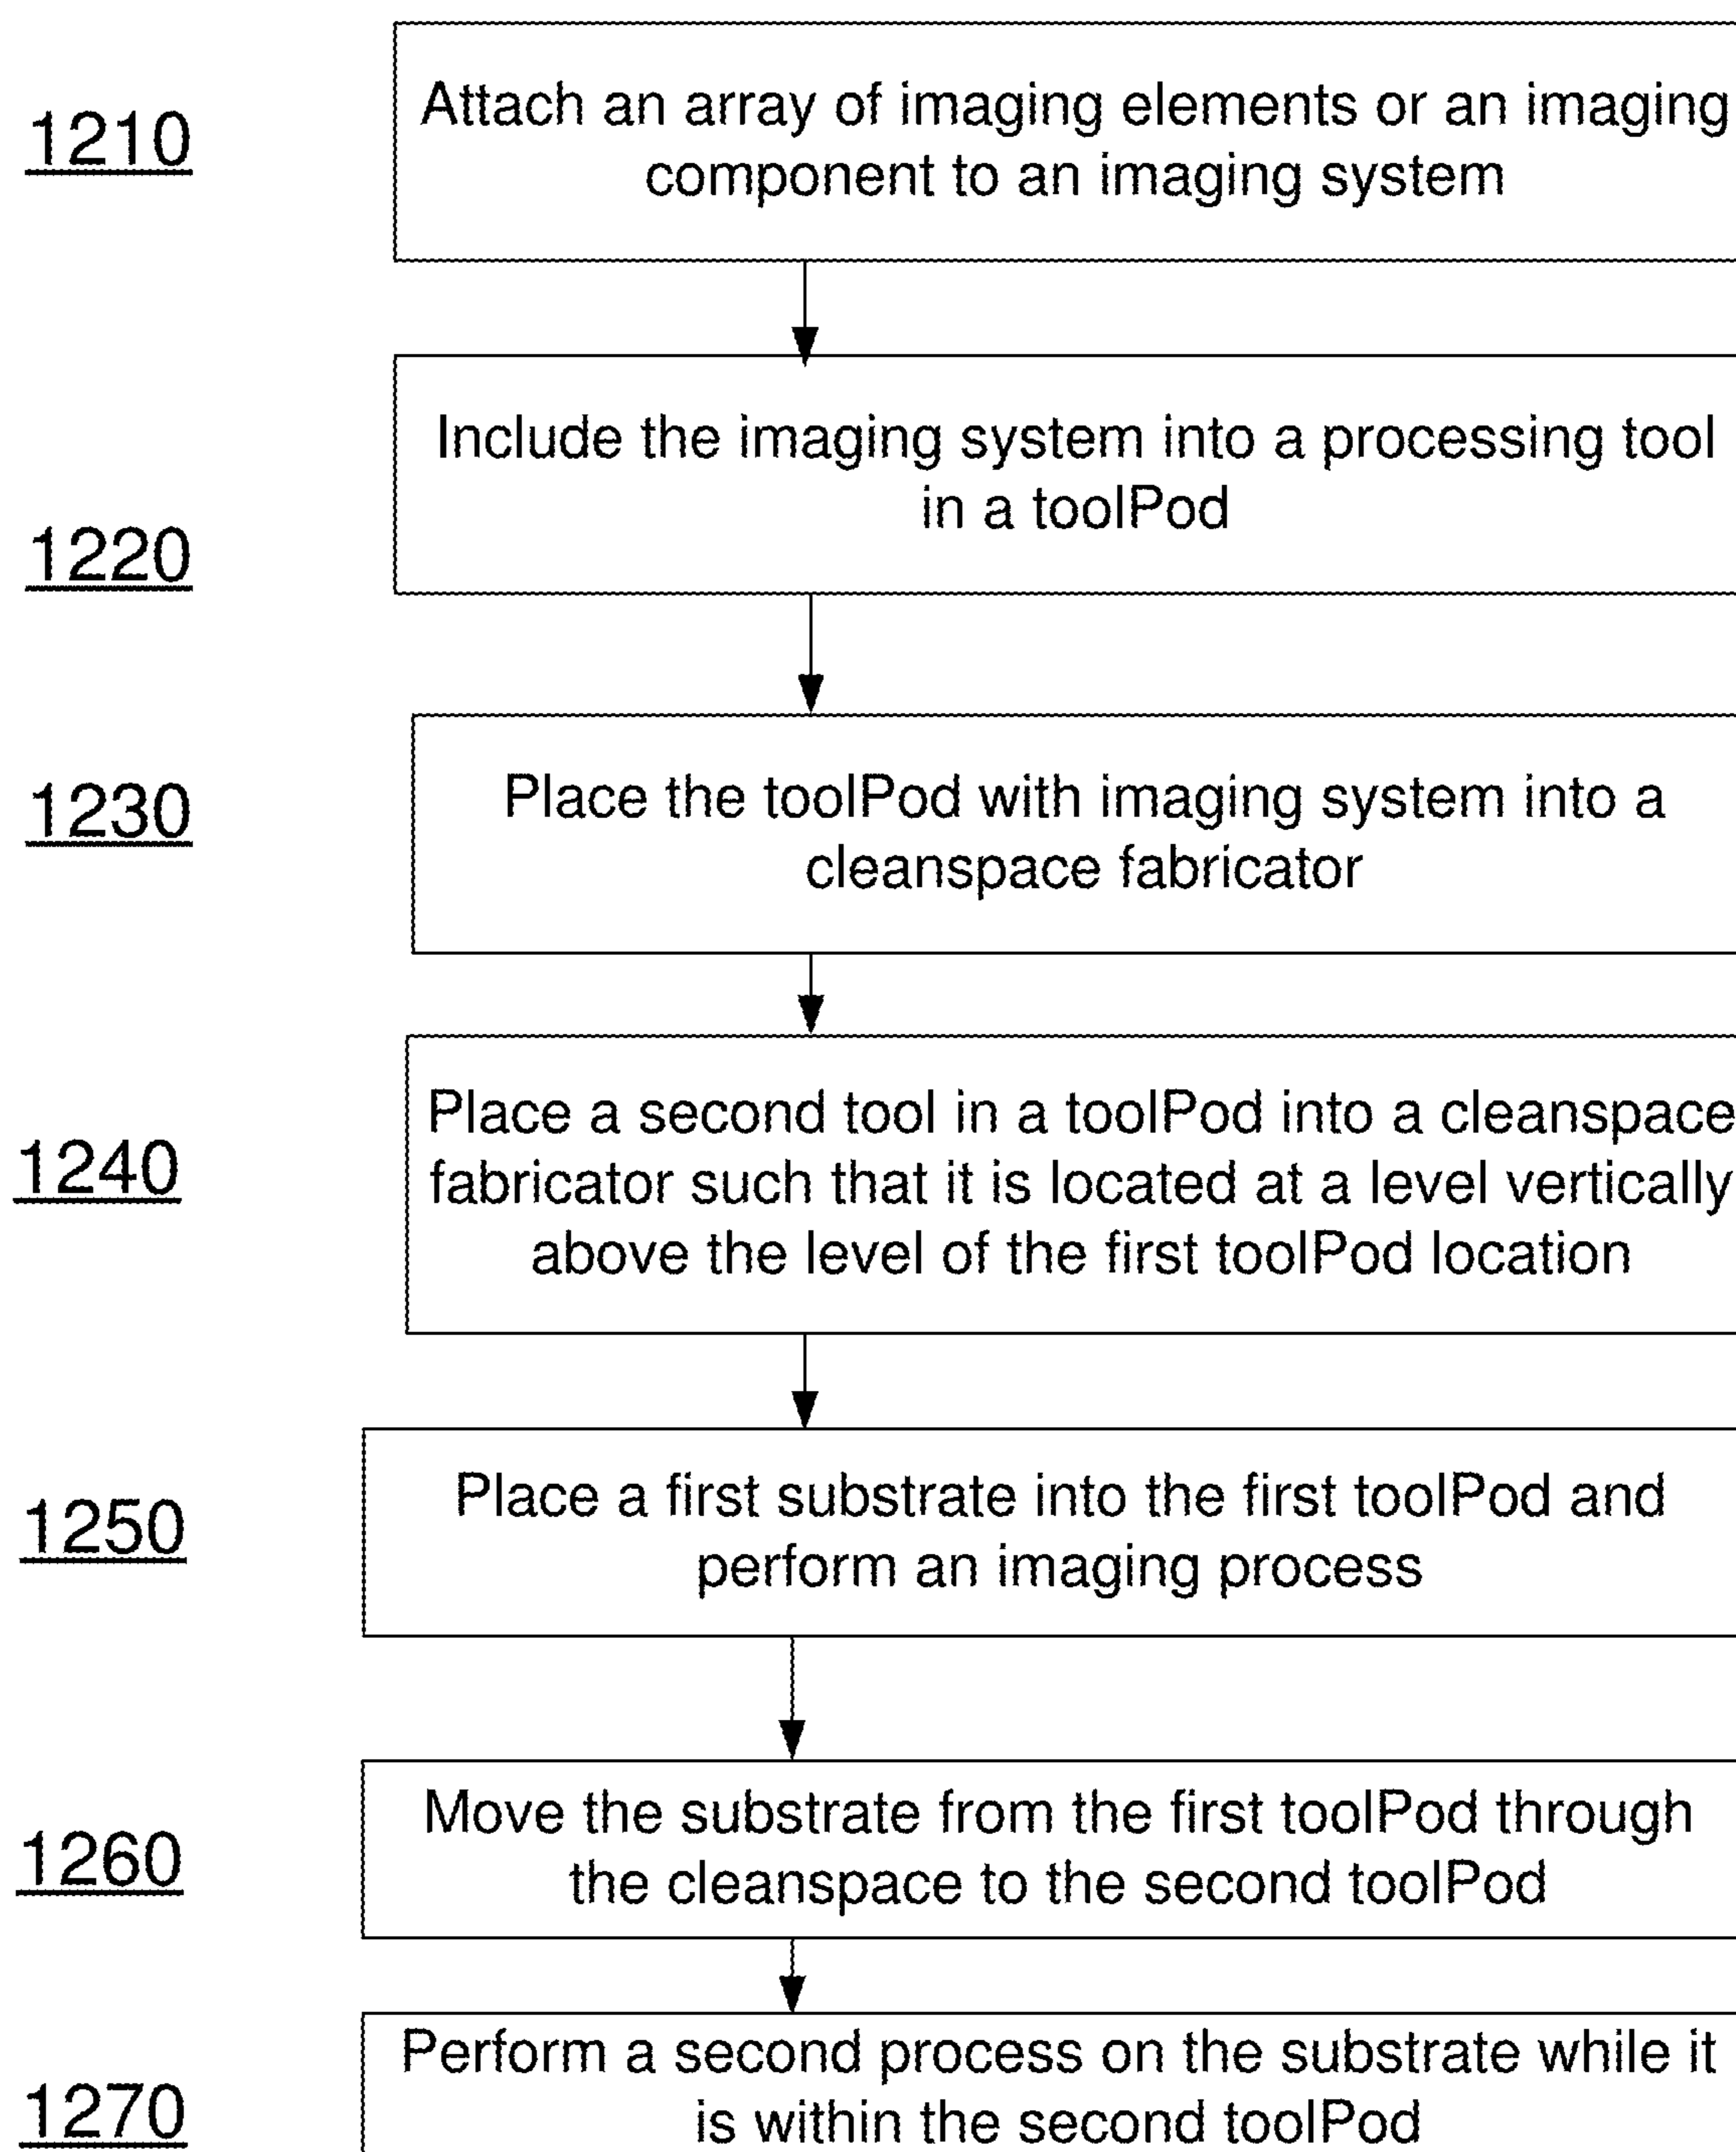 1210
Attach an array of imaging elements or an imaging
component to an imaging system
Include the imaging system into a processing tool
in a toolPod
1220
1230
Place the toolPod with imaging system into a
cleanspace fabricator
1240
Place a second tool in a toolPod into a cleanspace
fabricator such that it is located at a level vertically
above the level of the first toolPod location
1250
Place a first substrate into the first toolPod and
perform an imaging process
1260
Move the substrate from the first toolPod through
the cleanspace to the second toolPod
1270
Perform a second process on the substrate while it
is within the second toolPod